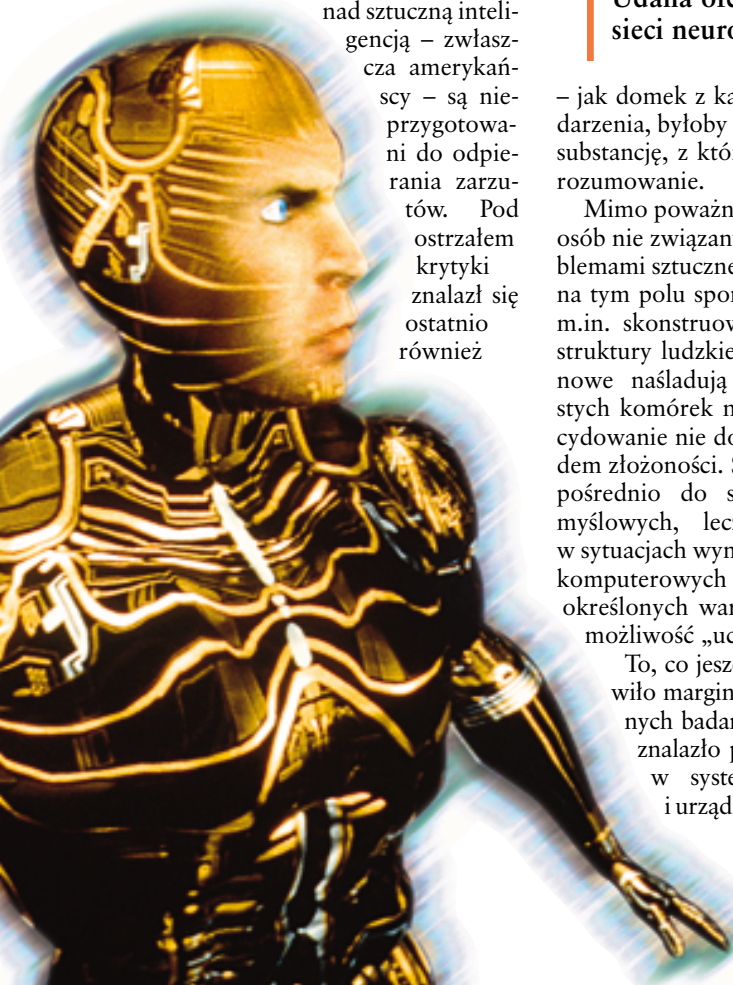 nad sztuczną inteli-
gencją – zwłasz-
cza amerykań-
scy – są nie-
przygotowa-
ni do odpie-
rania zarzu-
tów. Pod
ostrzałem
krytyki
znalazł się
ostatnio
również
sieci neuro
– jak domek z ka
darzenia, byłoby
substancję, z któ
rozumowanie.
Mimo poważn
osób nie związan
blemami sztuczne
na tym polu spor
m.in. skonstruow
struktury ludzkie
nowe naśladują
stych komórek n
cydowanie nie do
dem złożoności. S
pośrednio do s
myślowych, lecz
w sytuacjach wym
komputerowych
określonych war
możliwość „uc
To, co jeszc
wiło margin
nych badań
znalazło p
w syste
i urząd